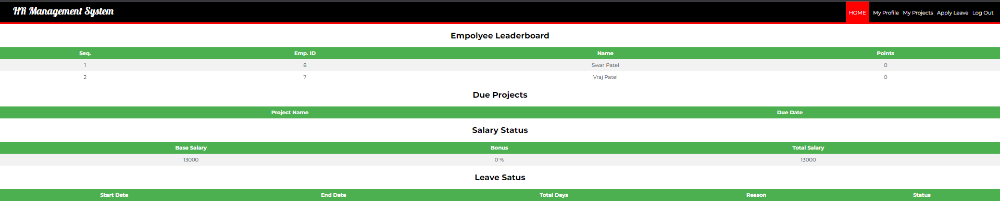 HR Management System
HOME My Profile My Projects Apply Leave Log Out
Empolyee Leaderboard
Seq. Emp. ID Name Points
1 8 Swar Patel 0
2 7 Vraj Patel 0
Due Projects
Project Name Due Date
Salary Status
Base Salary Bonus Total Salary
13000 0 % 13000
Leave Satus
Start Date End Date Total Days Reason Status